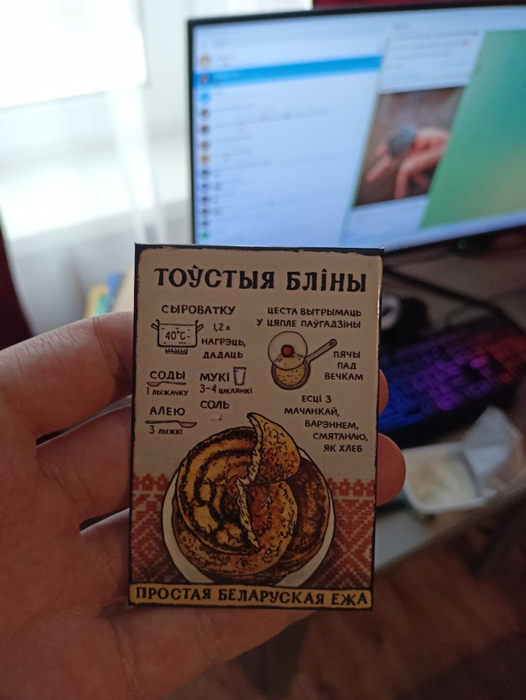 ТОЎСТЫЯ БЛІНЫ
СЫРОВАТКУ
40°C
1,2 л
НАГРЭЦЬ,
ДАДАЦЬ
СОДЫ
1 ЛЫЖАЧКУ
МУКІ
3-4 ШКЛЯНКІ
АЛЕЮ
3 ЛЫЖКІ
СОЛЬ
ЦЕСТА ВЫТРЫМАЦЬ
У ЦЯПЛЕ ПАЎГАДЗІНЫ
ПЯЧЫ
ПАД
ВЕЧКАМ
ЕСЦІ З
МАЧАНКАЙ,
ВАРЭННЕМ,
СМЯТАНАЮ,
ЯК ХЛЕБ
ПРОСТАЯ БЕЛАРУСКАЯ ЕЖА